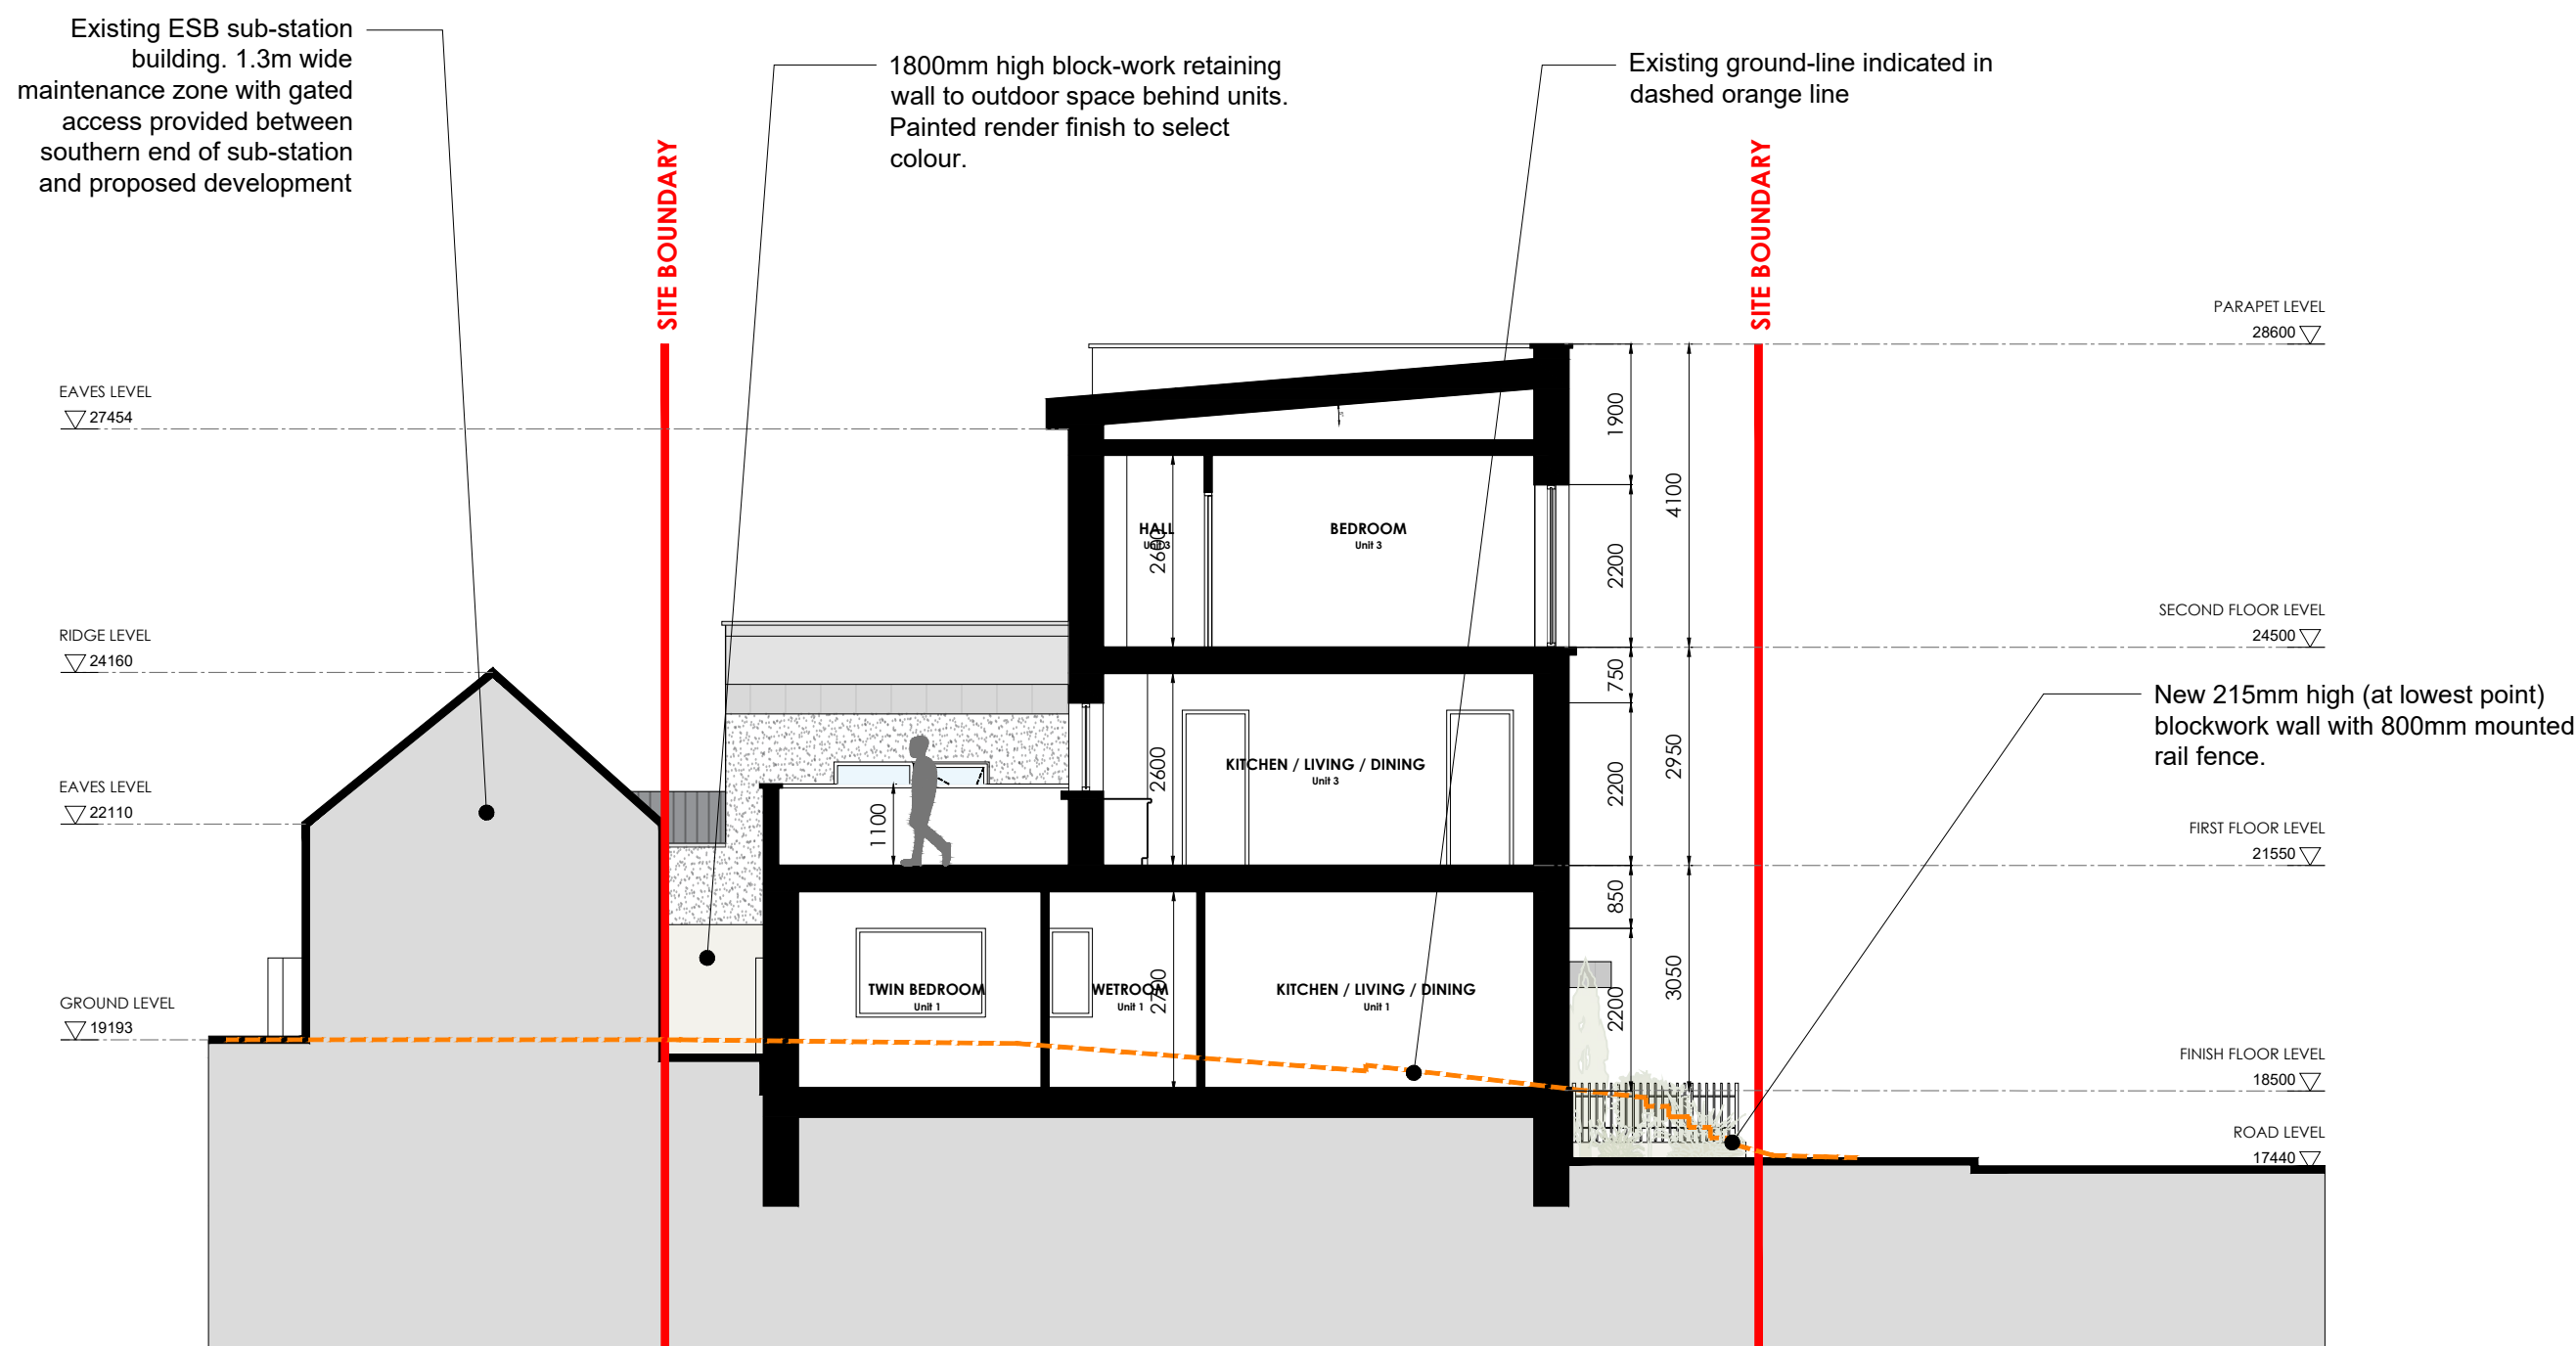 Existing ESB sub-station
building. 1.3m wide
maintenance zone with gated
access provided between
southern end of sub-station
and proposed development
1800mm high block-work retaining
wall to outdoor space behind units.
Painted render finish to select
colour.
Existing ground-line indicated in
dashed orange line
SITE BOUNDARY
SITE BOUNDARY
PARAPET LEVEL
28600
EAVES LEVEL
27454
1900
4100
HALL
Unit 3
2600
BEDROOM
Unit 3
2200
SECOND FLOOR LEVEL
24500
RIDGE LEVEL
24160
750
New 215mm high (at lowest point)
blockwork wall with 800mm mounted
rail fence.
KITCHEN / LIVING / DINING
Unit 3
2600
2950
2200
EAVES LEVEL
22110
1100
FIRST FLOOR LEVEL
21550
850
TWIN BEDROOM
Unit 1
WETROOM
Unit 1
2700
KITCHEN / LIVING / DINING
Unit 1
3050
2200
GROUND LEVEL
19193
FINISH FLOOR LEVEL
18500
ROAD LEVEL
17440